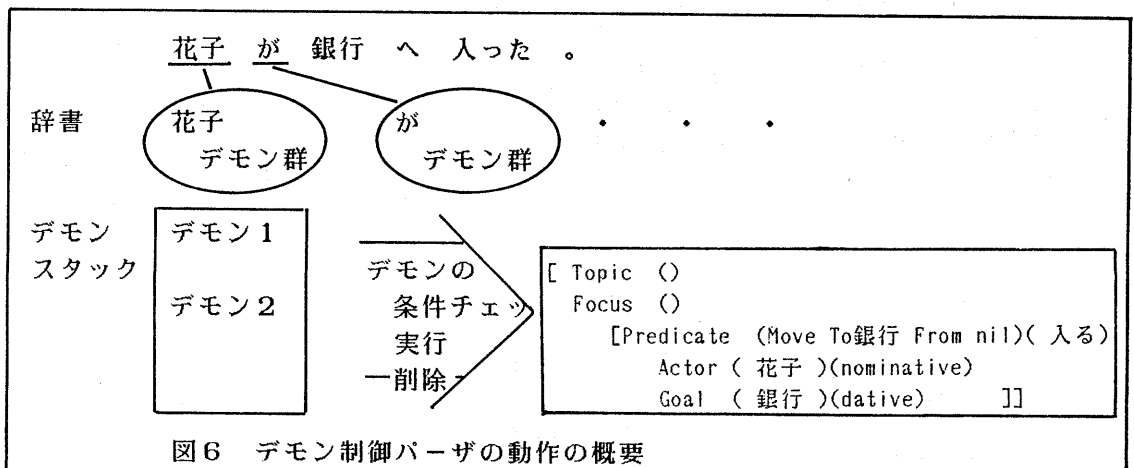 花子 が 銀行 へ 入った 。
辞書 花子 が ・ ・ ・
デモン群 デモン群
デモン デモン1
スタック デモンの
デモン2 条件チェック
実行
削除
[ Topic ()
Focus ()
[Predicate (Move To銀行 From nil)( 入る)
Actor ( 花子 )(nominative)
Goal ( 銀行 )(dative) ]]
図6 デモン制御パーザの動作の概要